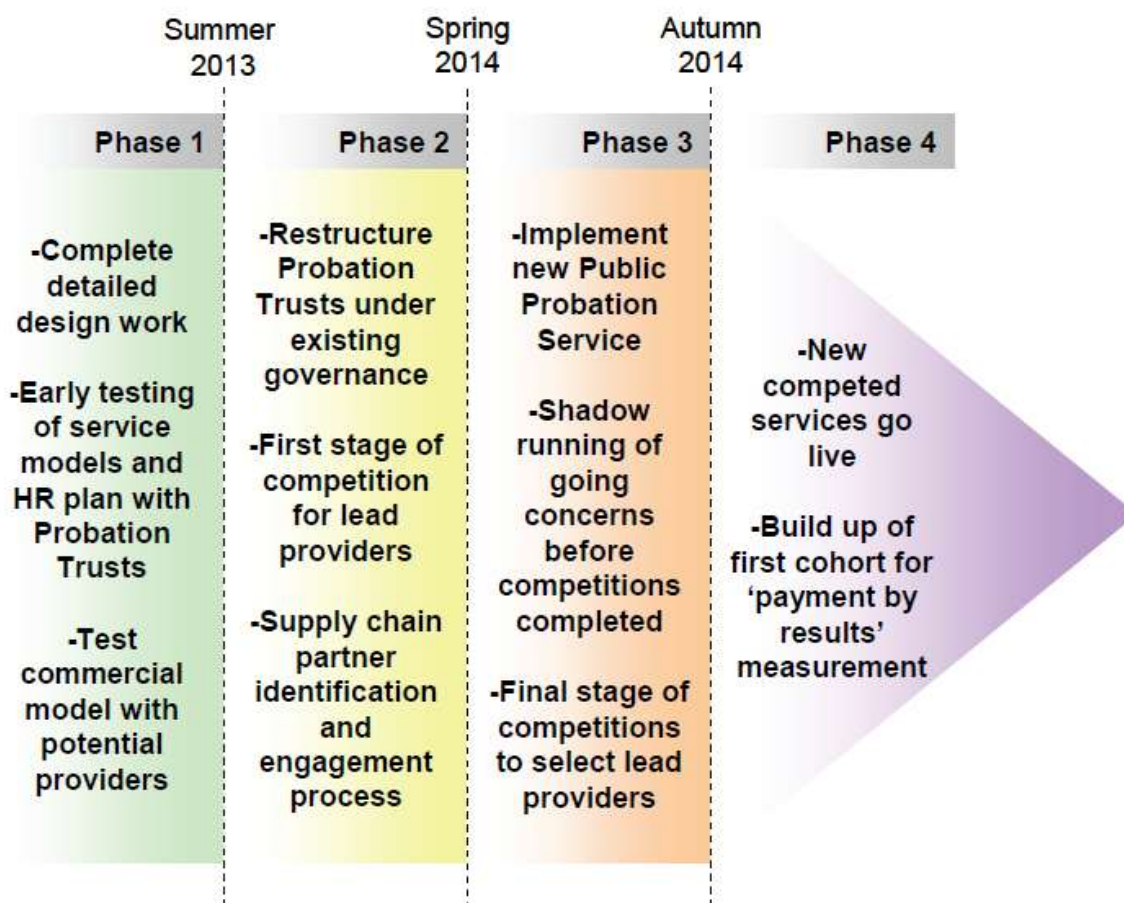 Summer
2013
Spring
2014
Autumn
2014
Phase 1
-Complete
detailed
design work
-Early testing
of service
models and
HR plan with
Probation
Trusts
-Test
commercial
model with
potential
providers
Phase 2
-Restructure
Probation
Trusts under
existing
governance
-First stage of
competition
for lead
providers
-Supply chain
partner
identification
and
engagement
process
Phase 3
-Implement
new Public
Probation
Service
-Shadow
running of
going
concerns
before
competitions
completed
-Final stage of
competitions
to select lead
providers
Phase 4
-New
competed
services go
live
-Build up of
first cohort for
‘payment by
results’
measurement